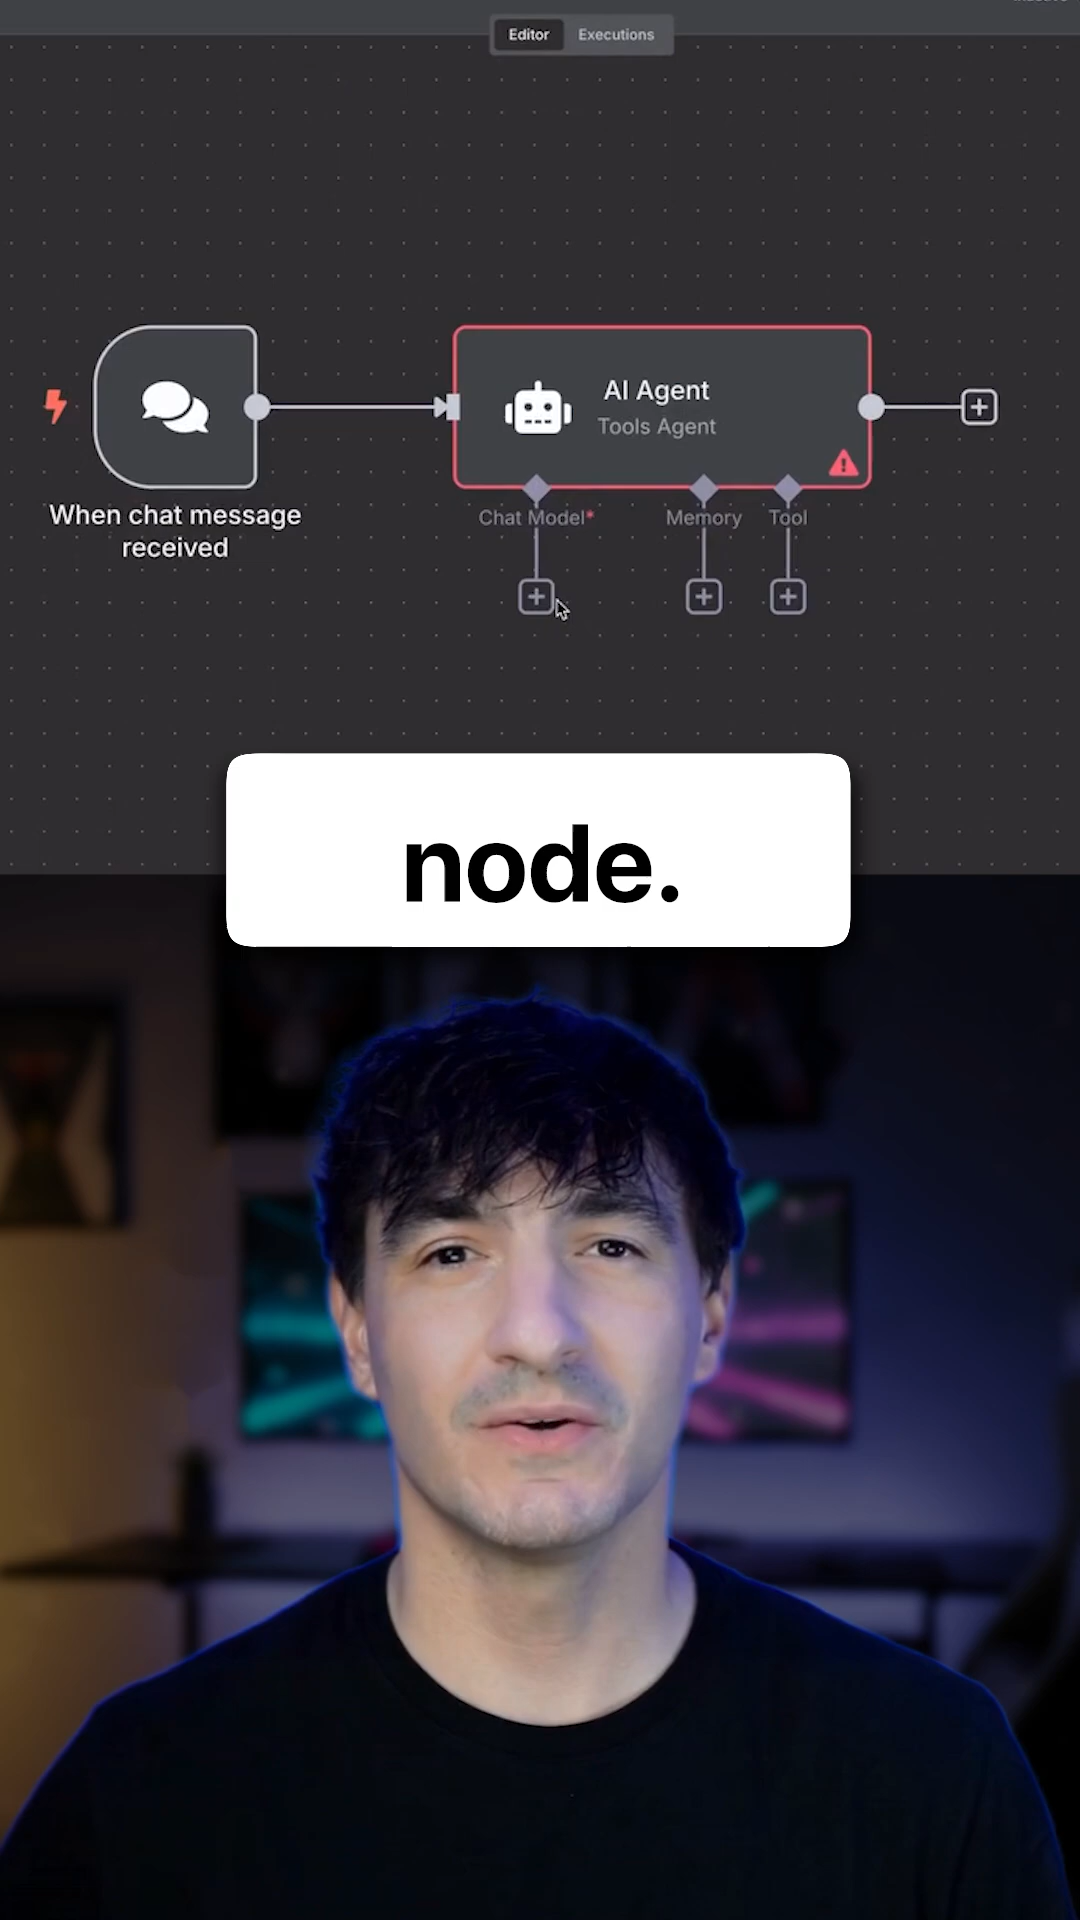 Editor
Executions
AI Agent
Tools Agent
When chat message
received
Chat Model*
Memory
Tool
node.